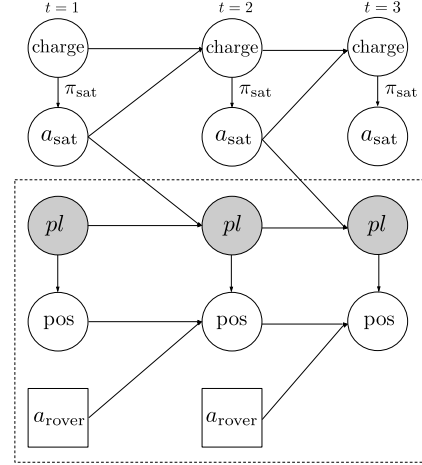 t = 1 t = 2 t = 3
charge charge charge
π_sat π_sat π_sat
a_sat a_sat a_sat
pl pl pl
pos pos pos
a_rover a_rover